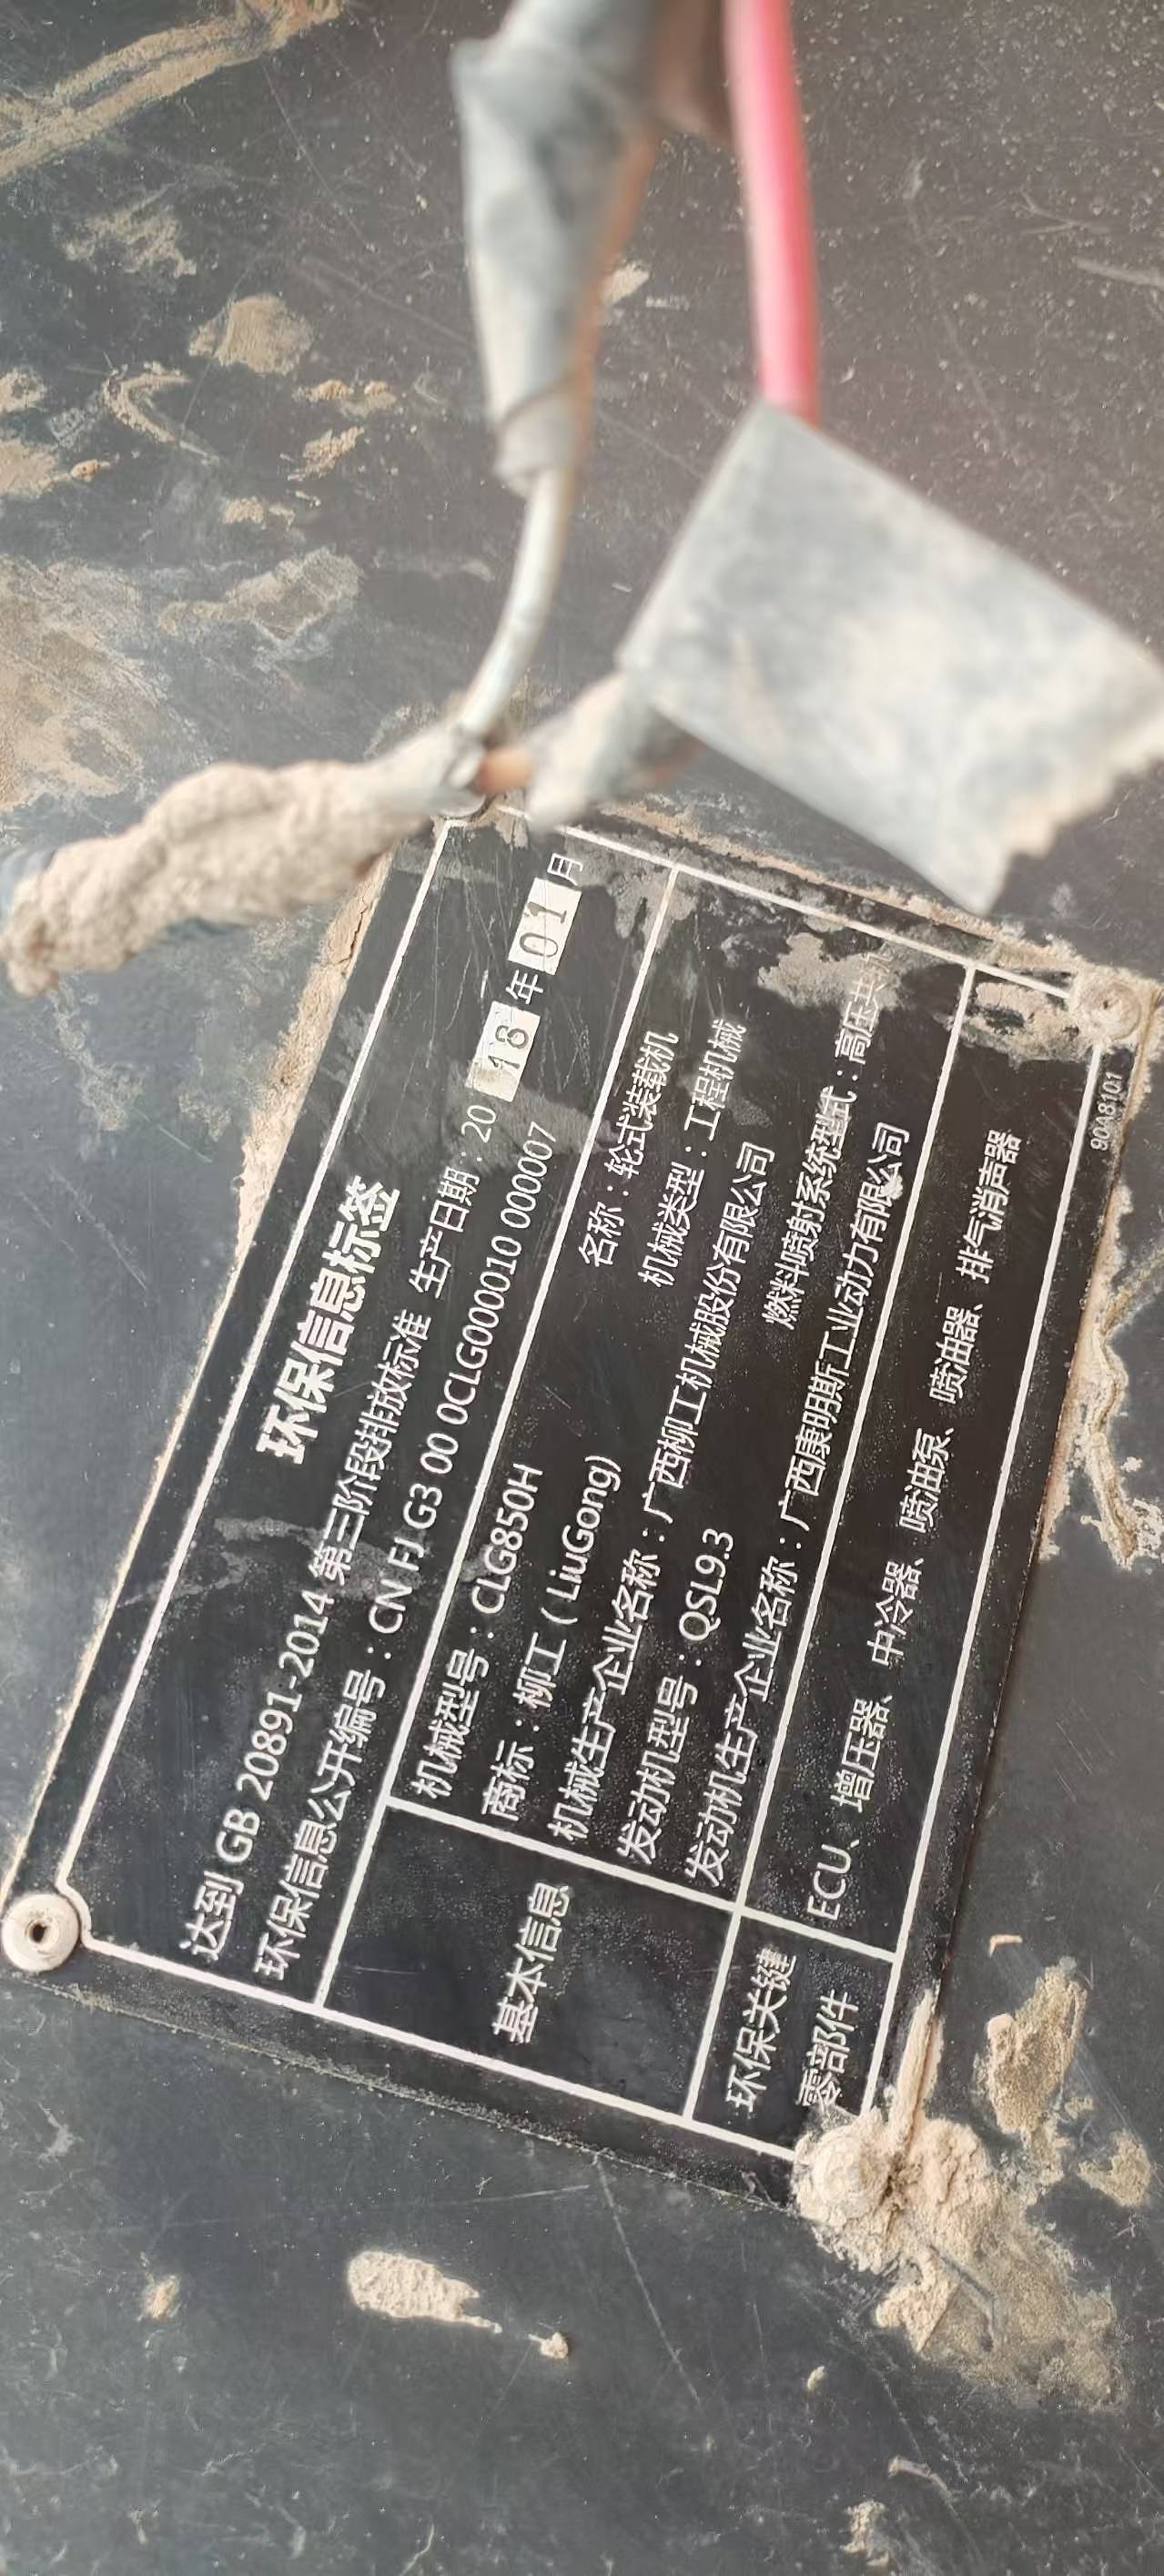 环保信息标签
达到 GB 20891-2014 第三阶段排放标准 生产日期：20 18 年 01 月
环保信息公开编号：CN FJ G3 00 0CLG000010 000007
基本信息
机械型号：CLG850H 名称：轮式装载机
商标：柳工（LiuGong） 机械类型：工程机械
机械生产企业名称：广西柳工机械股份有限公司
发动机型号：QSL9.3 燃料喷射系统型式：高压共
发动机生产企业名称：广西康明斯工业动力有限公司
环保关键
零部件
ECU、增压器、中冷器、喷油泵、喷油器、排气消声器
90A8101